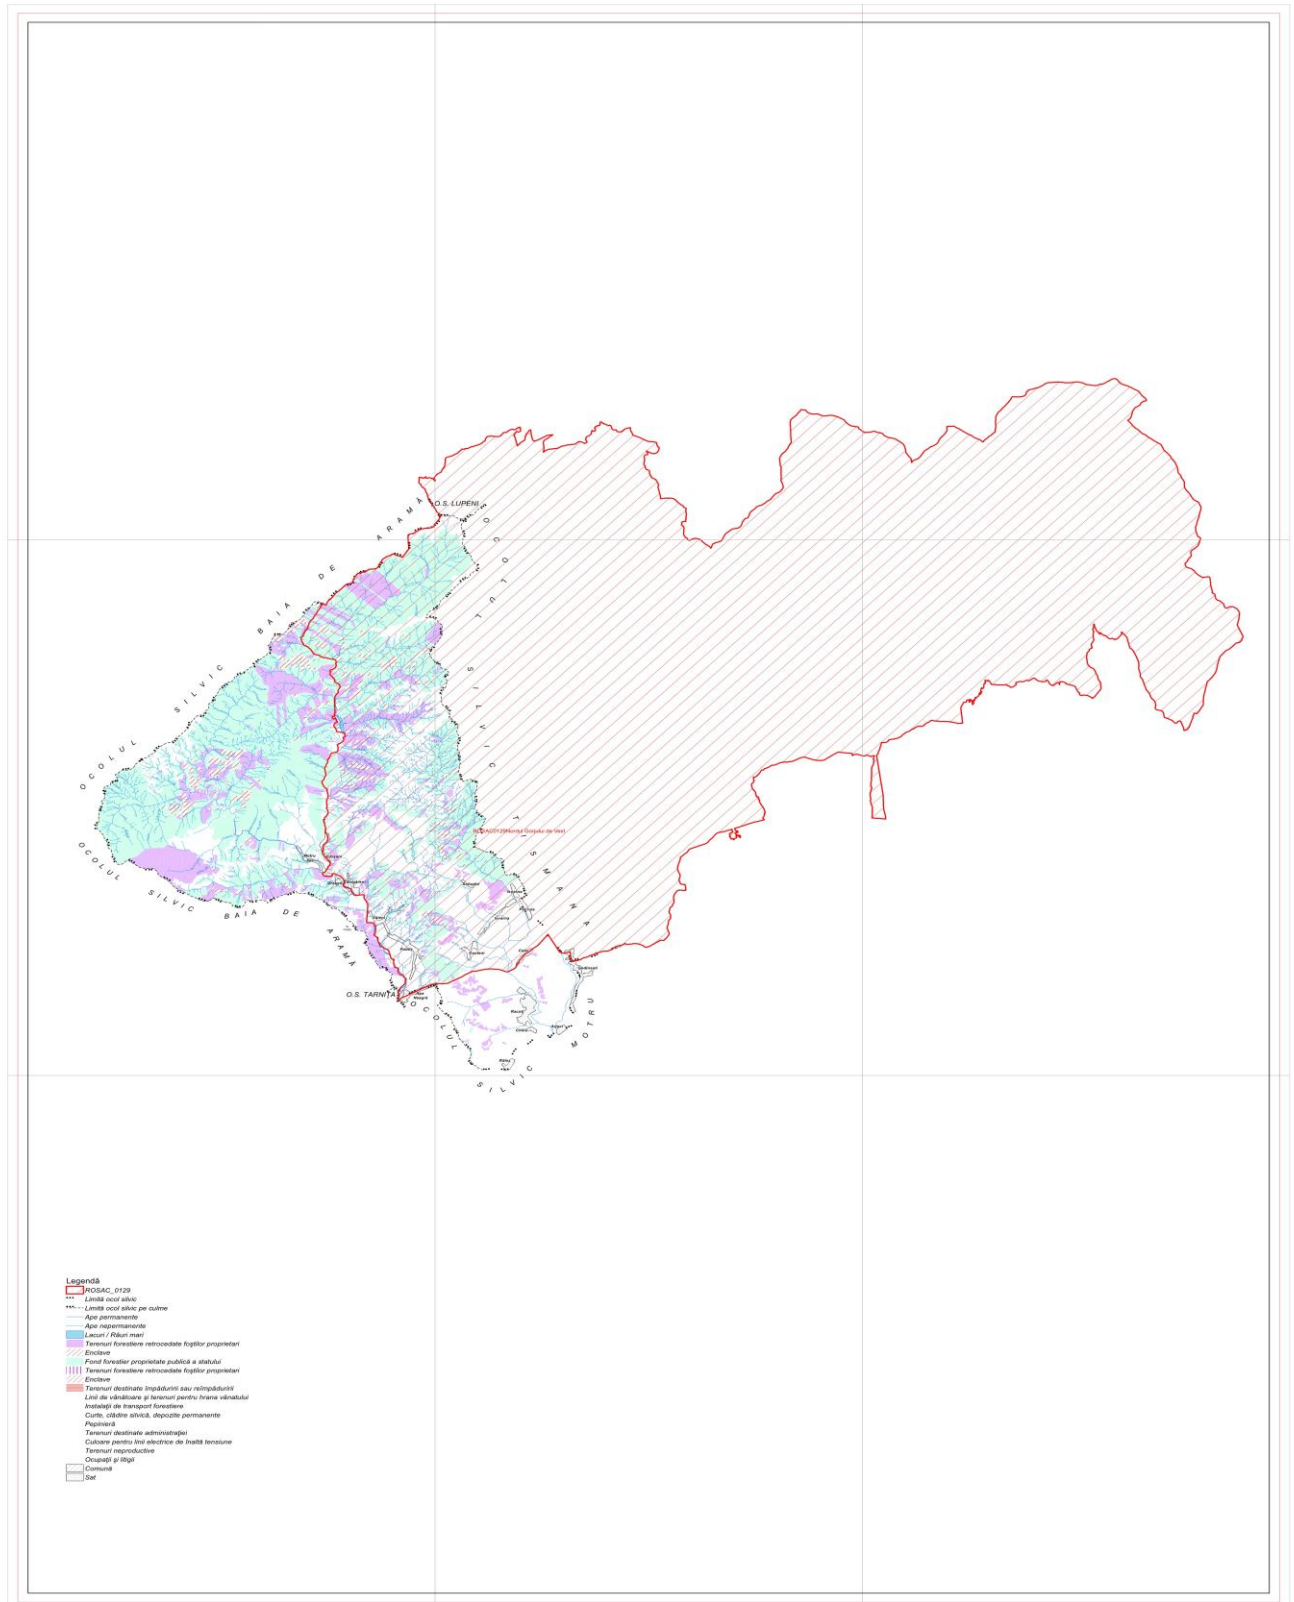 O.S. LUPENI
OCOLUL SILVIC BAIA DE ARAMĂ
OCOLUL SILVIC TISMANA
ROSAC0129Nordul Gorjului de Vest
OCOLUL SILVIC BAIA DE ARAMĂ
O.S. TARNIȚA
OCOLUL SILVIC MOTRU
Legendă
ROSAC_0129
Limită ocol silvic
Limită ocol silvic pe culme
Ape permanente
Ape nepermanente
Lacuri / Râuri mari
Terenuri forestiere retrocedate foștilor proprietari
Enclave
Fond forestier proprietate publică a statului
Terenuri forestiere retrocedate foștilor proprietari
Enclave
Terenuri destinate împăduririi sau reîmpăduririi
Linii de vânătoare și terenuri pentru hrana vânatului
Instalații de transport forestiere
Curte, clădire silvică, depozite permanente
Pepinieră
Terenuri destinate administrației
Culoare pentru linii electrice de înaltă tensiune
Terenuri neproductive
Ocupații și litigii
Comună
Sat